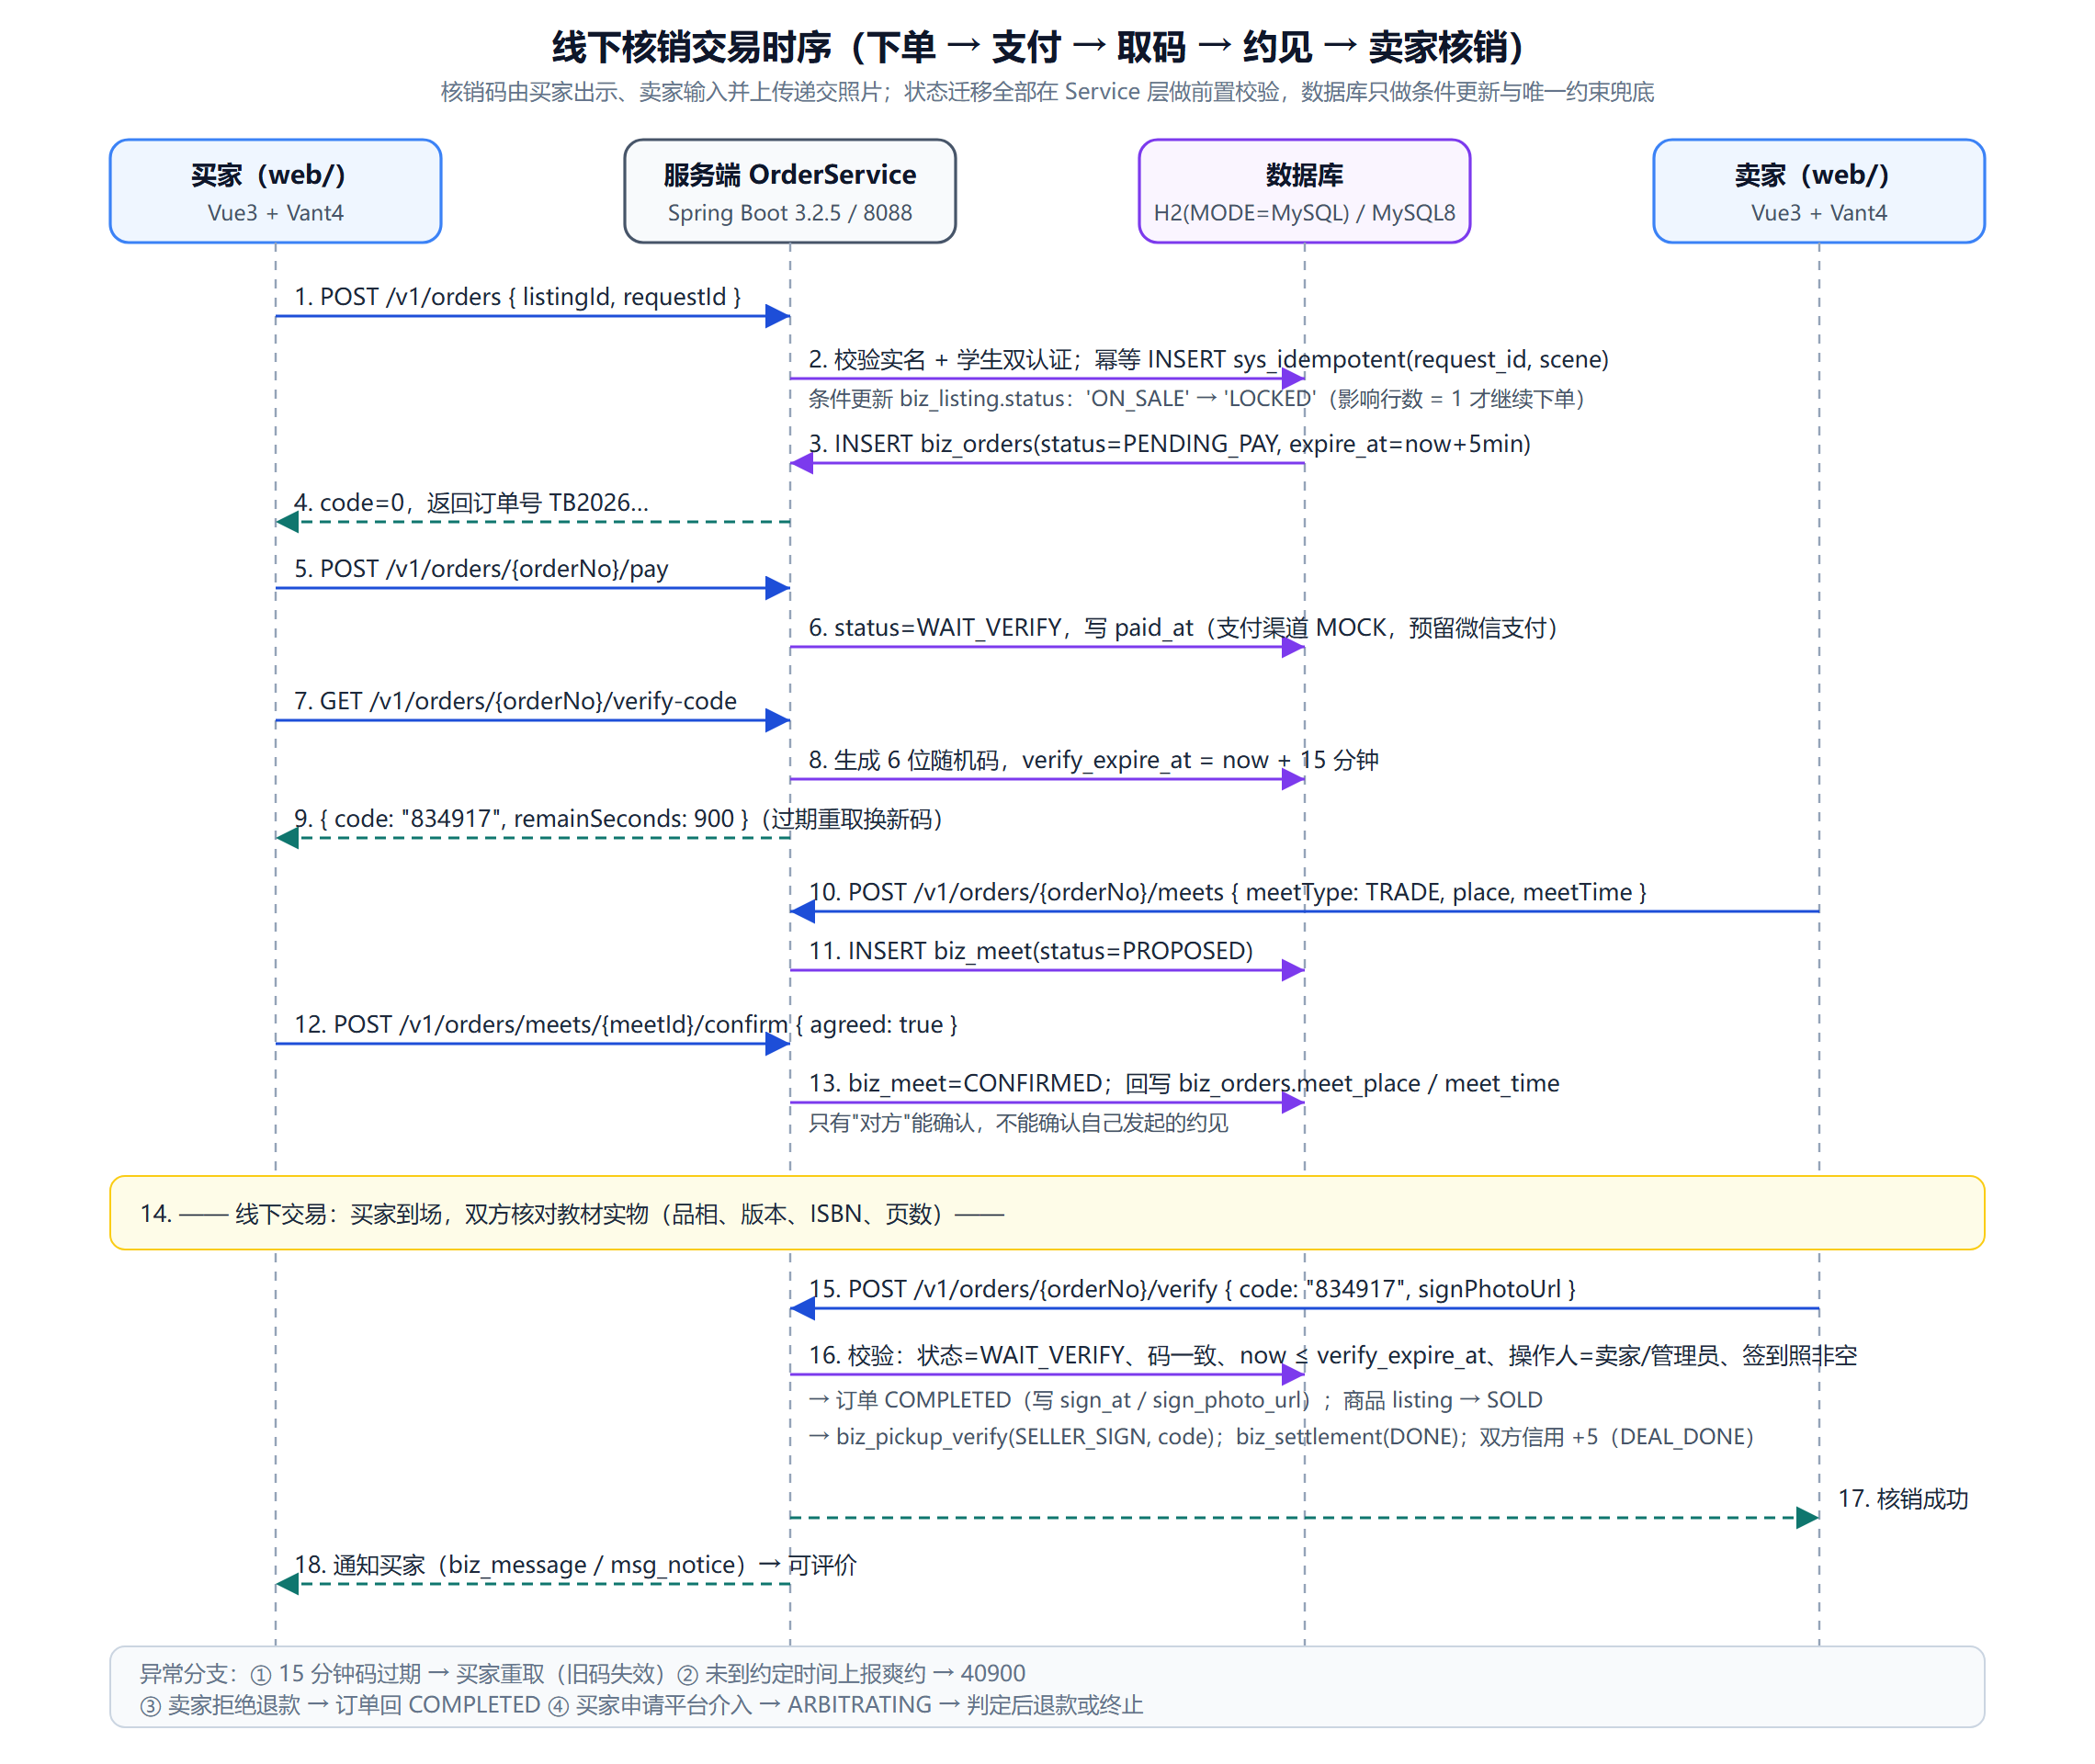 线下核销交易时序（下单 → 支付 → 取码 → 约见 → 卖家核销）
核销码由买家出示、卖家输入并上传递交照片；状态迁移全部在 Service 层做前置校验，数据库只做条件更新与唯一约束兜底
买家（web/）
Vue3 + Vant4
服务端 OrderService
Spring Boot 3.2.5 / 8088
数据库
H2(MODE=MySQL) / MySQL8
卖家（web/）
Vue3 + Vant4
1. POST /v1/orders { listingId, requestId }
2. 校验实名 + 学生双认证；幂等 INSERT sys_idempotent(request_id, scene)
条件更新 biz_listing.status：'ON_SALE' → 'LOCKED'（影响行数 = 1 才继续下单）
3. INSERT biz_orders(status=PENDING_PAY, expire_at=now+5min)
4. code=0，返回订单号 TB2026...
5. POST /v1/orders/{orderNo}/pay
6. status=WAIT_VERIFY，写 paid_at（支付渠道 MOCK，预留微信支付）
7. GET /v1/orders/{orderNo}/verify-code
8. 生成 6 位随机码，verify_expire_at = now + 15 分钟
9. { code: "834917", remainSeconds: 900 }（过期重取换新码）
10. POST /v1/orders/{orderNo}/meets { meetType: TRADE, place, meetTime }
11. INSERT biz_meet(status=PROPOSED)
12. POST /v1/orders/meets/{meetId}/confirm { agreed: true }
13. biz_meet=CONFIRMED；回写 biz_orders.meet_place / meet_time
只有"对方"能确认，不能确认自己发起的约见
14. —— 线下交易：买家到场，双方核对教材实物（品相、版本、ISBN、页数）——
15. POST /v1/orders/{orderNo}/verify { code: "834917", signPhotoUrl }
16. 校验：状态=WAIT_VERIFY、码一致、now ≤ verify_expire_at、操作人=卖家/管理员、签到照非空
→ 订单 COMPLETED（写 sign_at / sign_photo_url）；商品 listing → SOLD
→ biz_pickup_verify(SELLER_SIGN, code)；biz_settlement(DONE)；双方信用 +5（DEAL_DONE）
17. 核销成功
18. 通知买家（biz_message / msg_notice）→ 可评价
异常分支：① 15 分钟码过期 → 买家重取（旧码失效）② 未到约定时间上报爽约 → 40900
③ 卖家拒绝退款 → 订单回 COMPLETED ④ 买家申请平台介入 → ARBITRATING → 判定后退款或终止